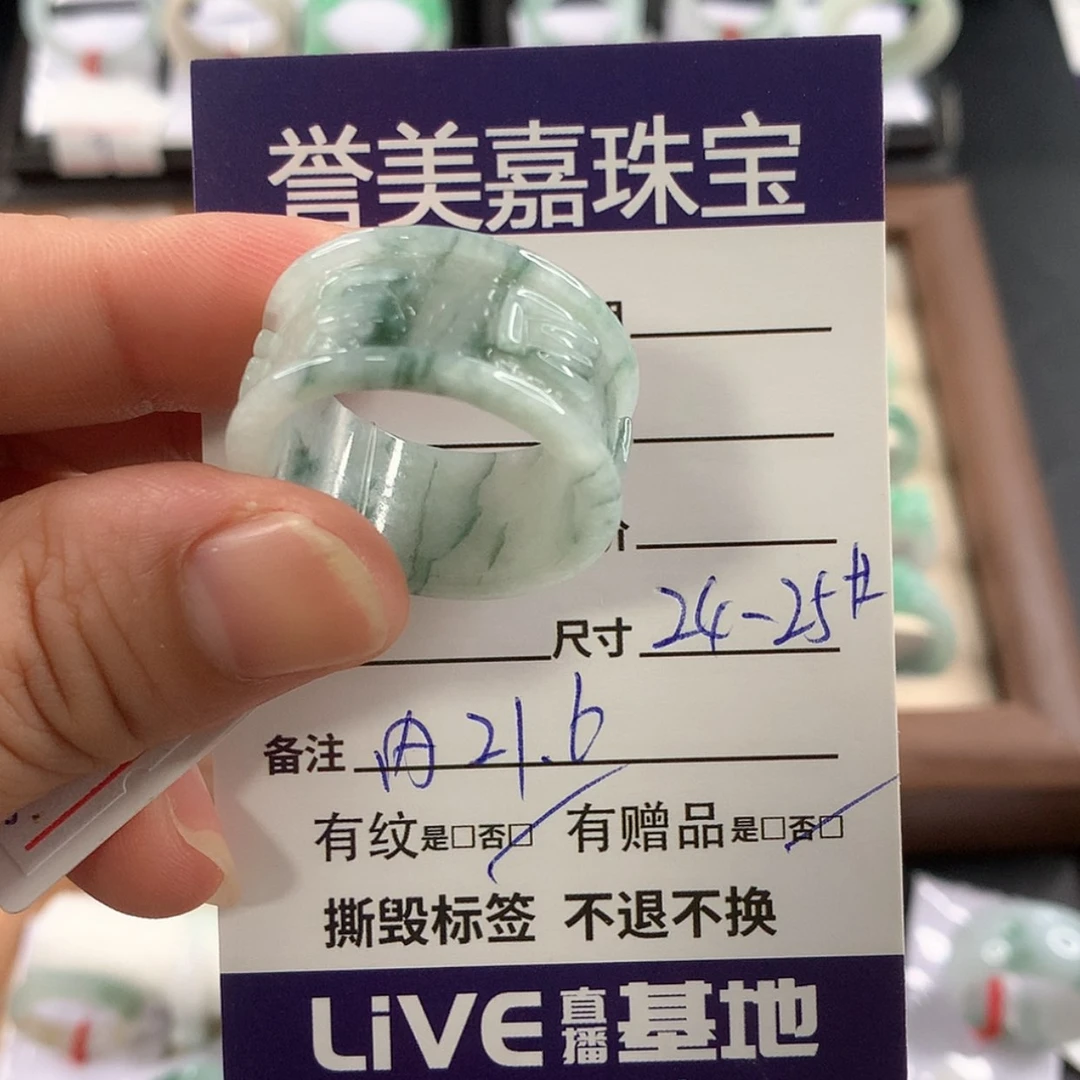 誉美嘉珠宝
尺寸 24-25#
备注 内21.6
有纹 是□否□ 有赠品 是□否□
撕毁标签 不退不换
LiVE 直播 基地